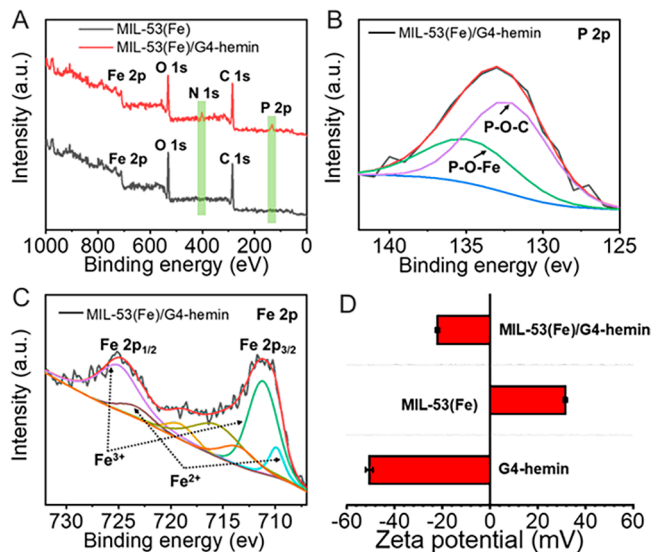 A
MIL-53(Fe)
MIL-53(Fe)/G4-hemin
Fe 2p
O 1s
N 1s
C 1s
P 2p
Fe 2p
O 1s
C 1s
Intensity (a.u.)
1000 800 600 400 200 0
Binding energy (eV)
B
MIL-53(Fe)/G4-hemin
P 2p
P-O-C
P-O-Fe
Intensity (a.u.)
140 135 130 125
Binding energy (ev)
C
MIL-53(Fe)/G4-hemin
Fe 2p
Fe 2p1/2
Fe 2p3/2
Fe3+
Fe2+
Intensity (a.u.)
730 725 720 715 710
Binding energy (eV)
D
MIL-53(Fe)/G4-hemin
MIL-53(Fe)
G4-hemin
-60 -40 -20 0 20 40 60
Zeta potential (mV)